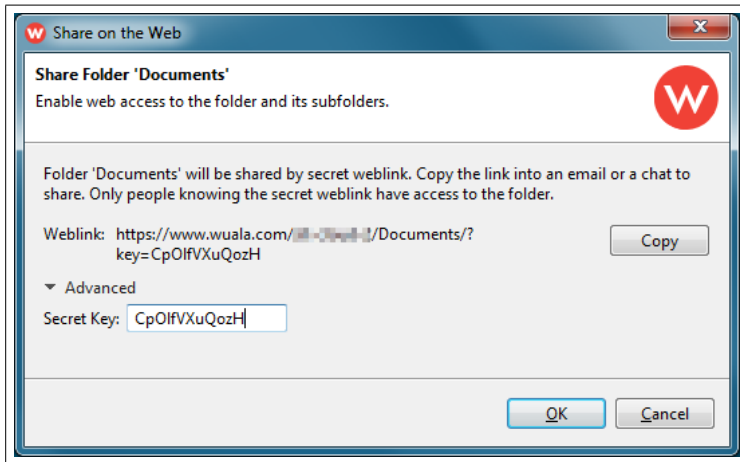 Share on the Web
Share Folder 'Documents'
Enable web access to the folder and its subfolders.
W
Folder 'Documents' will be shared by secret weblink. Copy the link into an email or a chat to
share. Only people knowing the secret weblink have access to the folder.
Weblink: https://www.wuala.com/ /Documents/?
key=CpOIfVXuQozH
Copy
Advanced
Secret Key: CpOIfVXuQozH
OK
Cancel